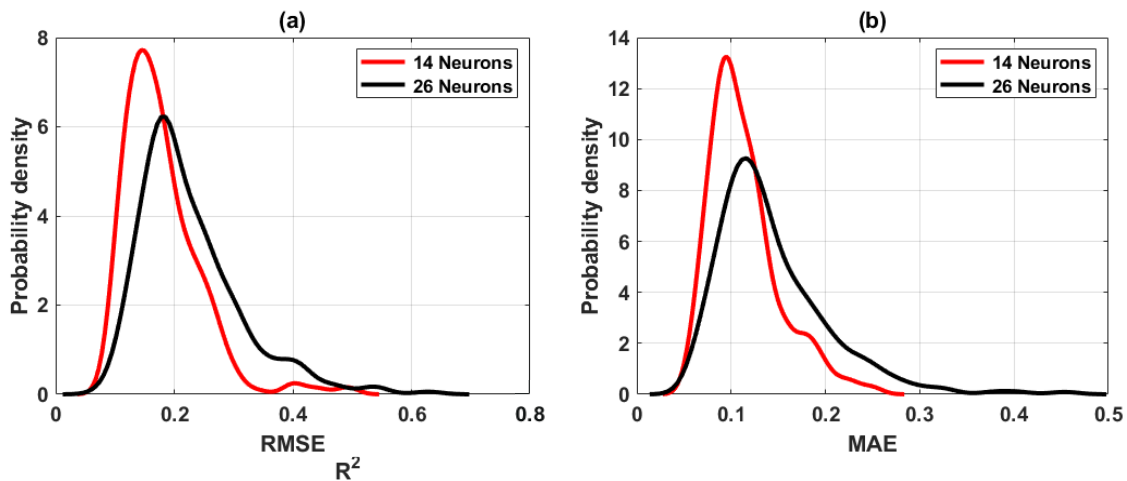 (a)
8
6
4
2
0
Probability density
14 Neurons
26 Neurons
0 0.2 0.4 0.6 0.8
RMSE
R²
(b)
14
12
10
8
6
4
2
0
Probability density
14 Neurons
26 Neurons
0 0.1 0.2 0.3 0.4 0.5
MAE